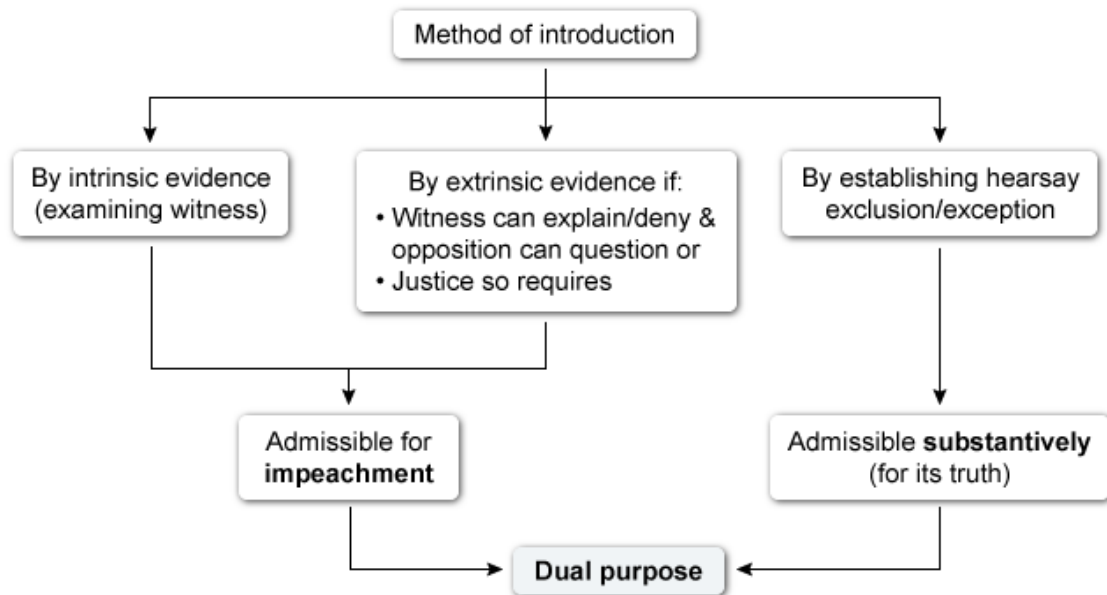 Method of introduction
By intrinsic evidence
(examining witness)
By extrinsic evidence if:
• Witness can explain/deny &
opposition can question or
• Justice so requires
By establishing hearsay
exclusion/exception
Admissible for
impeachment
Admissible substantively
(for its truth)
Dual purpose